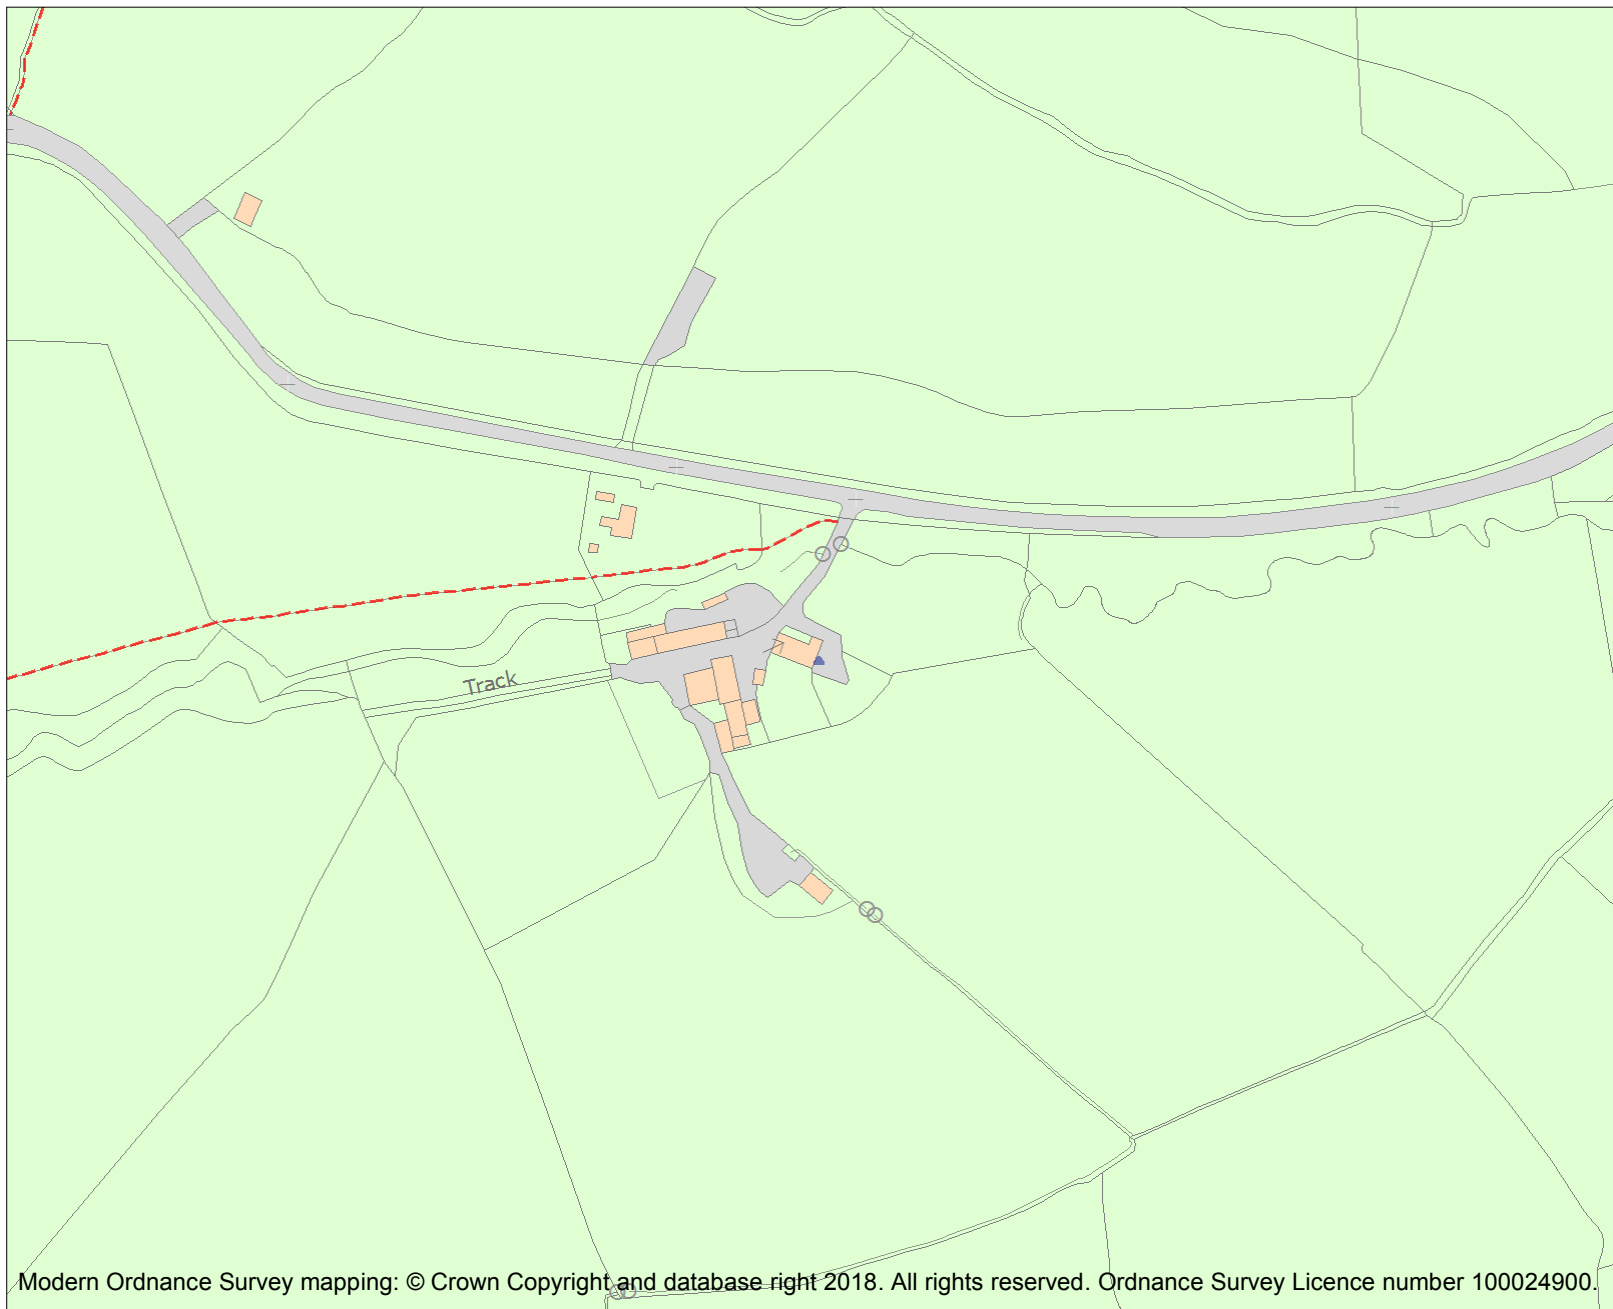 Track
Modern Ordnance Survey mapping: © Crown Copyright and database right 2018. All rights reserved. Ordnance Survey Licence number 100024900.